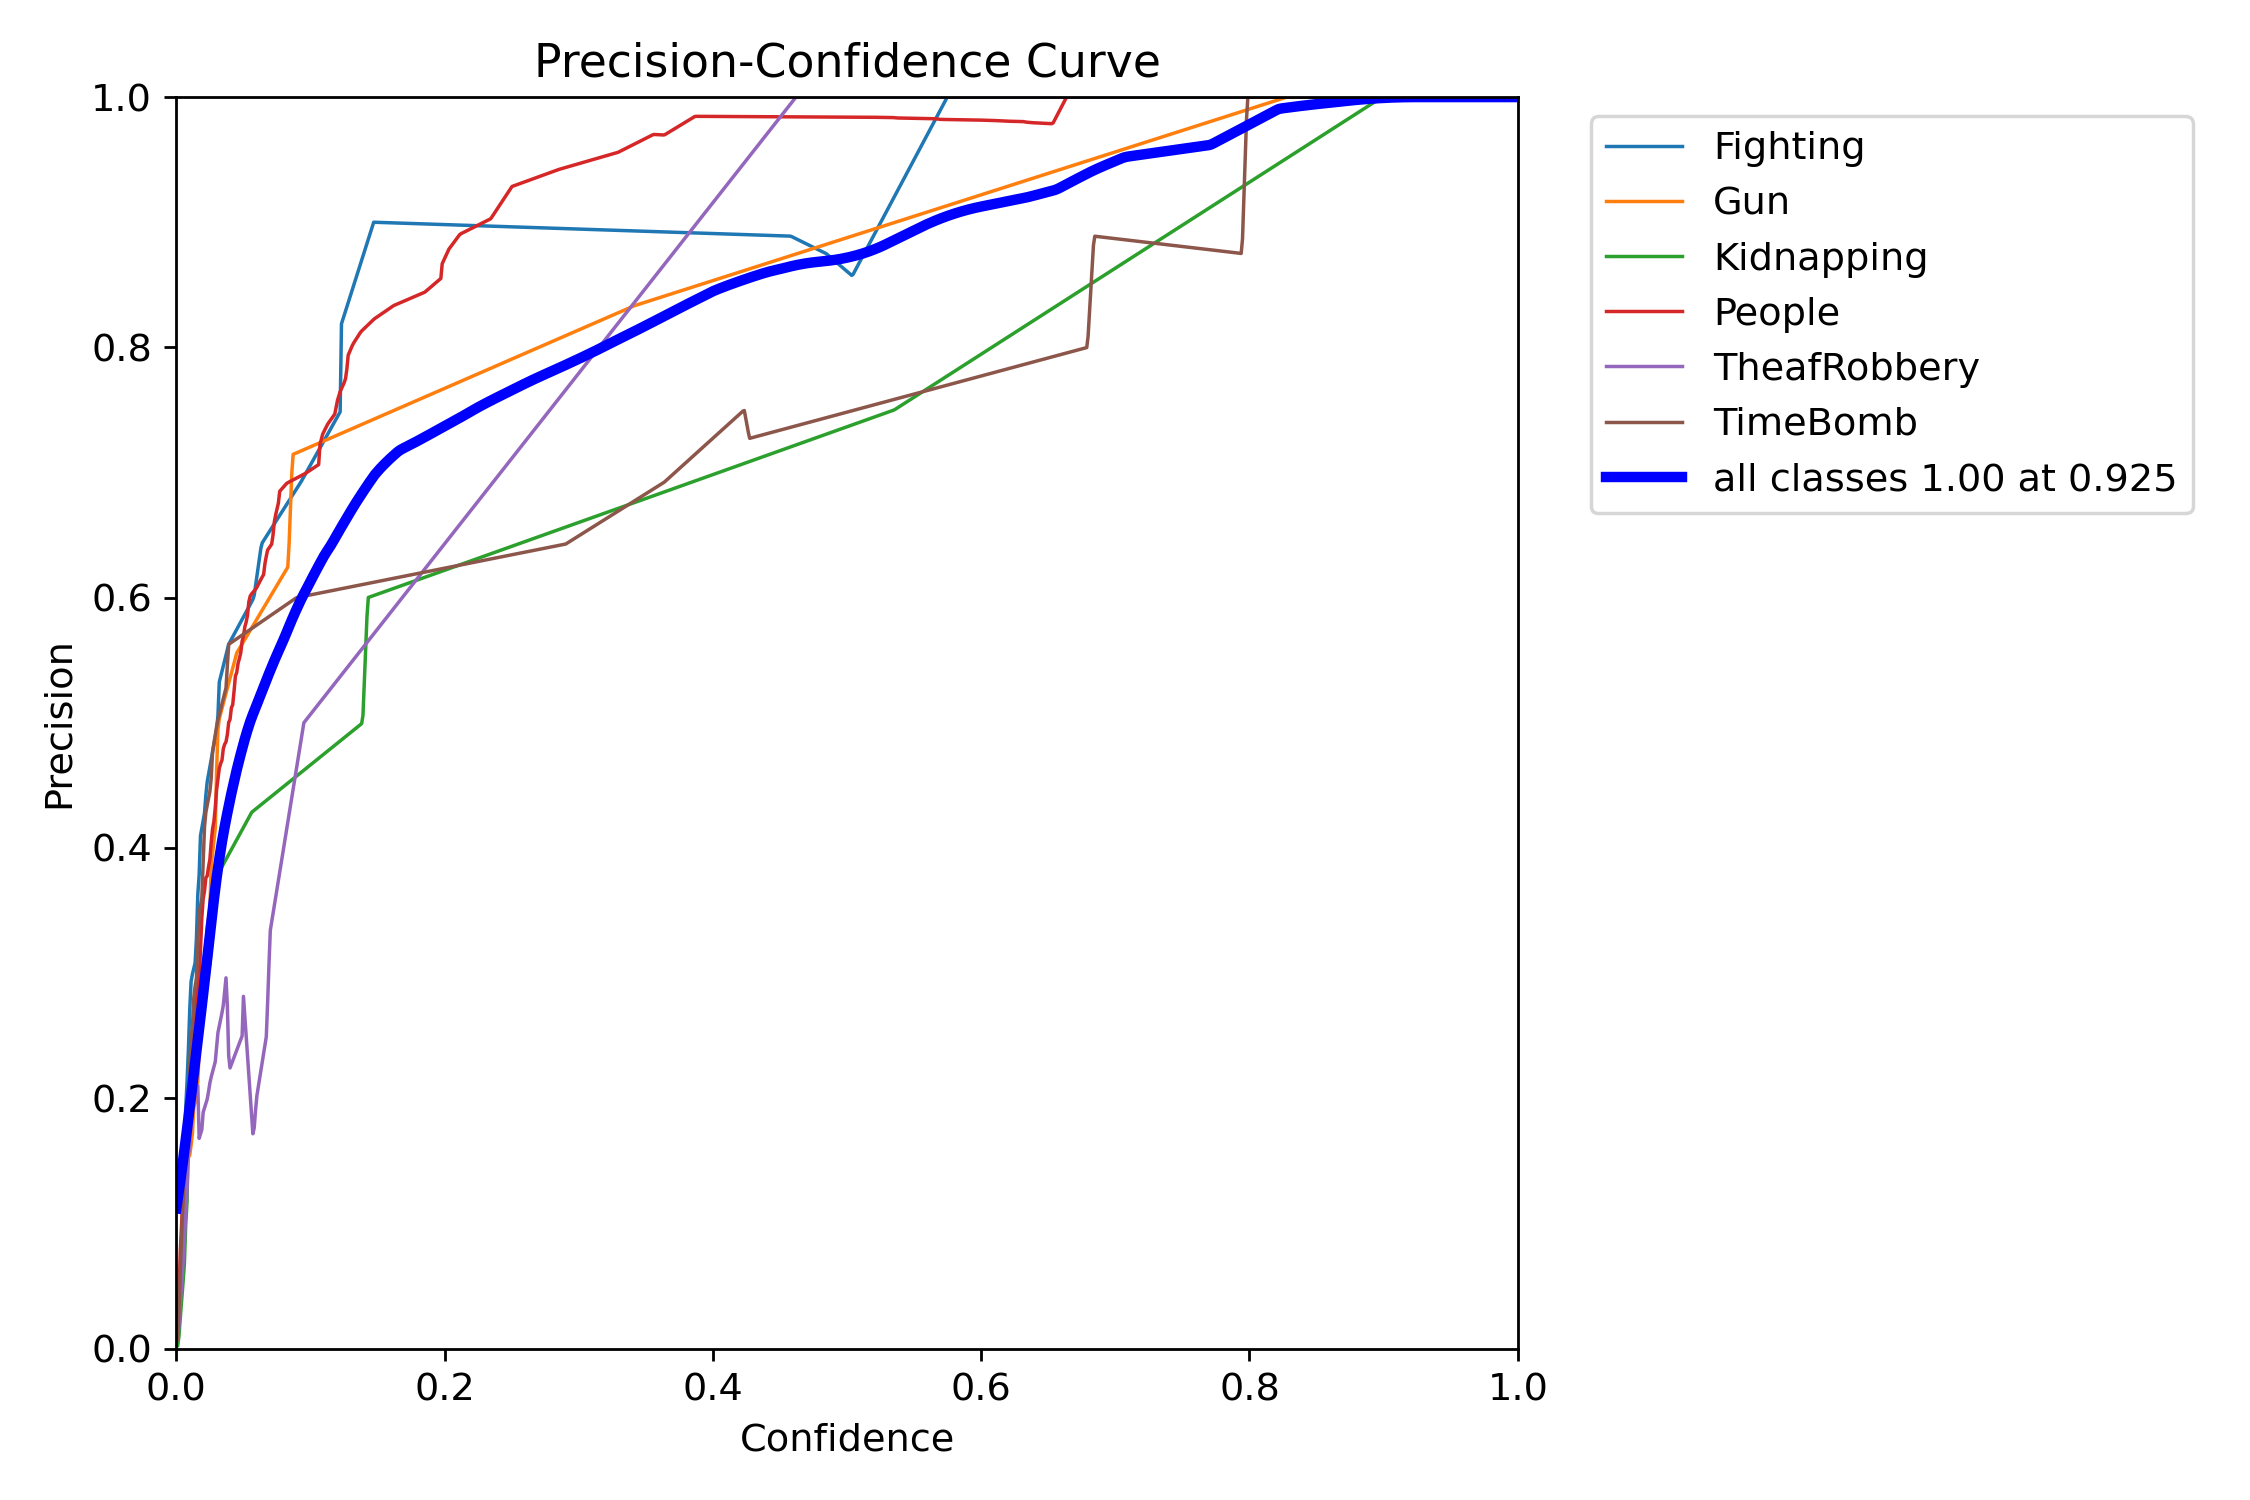 Precision-Confidence Curve
1.0
0.8
0.6
0.4
0.2
0.0
Precision
0.0 0.2 0.4 0.6 0.8 1.0
Confidence
Fighting
Gun
Kidnapping
People
TheafRobbery
TimeBomb
all classes 1.00 at 0.925